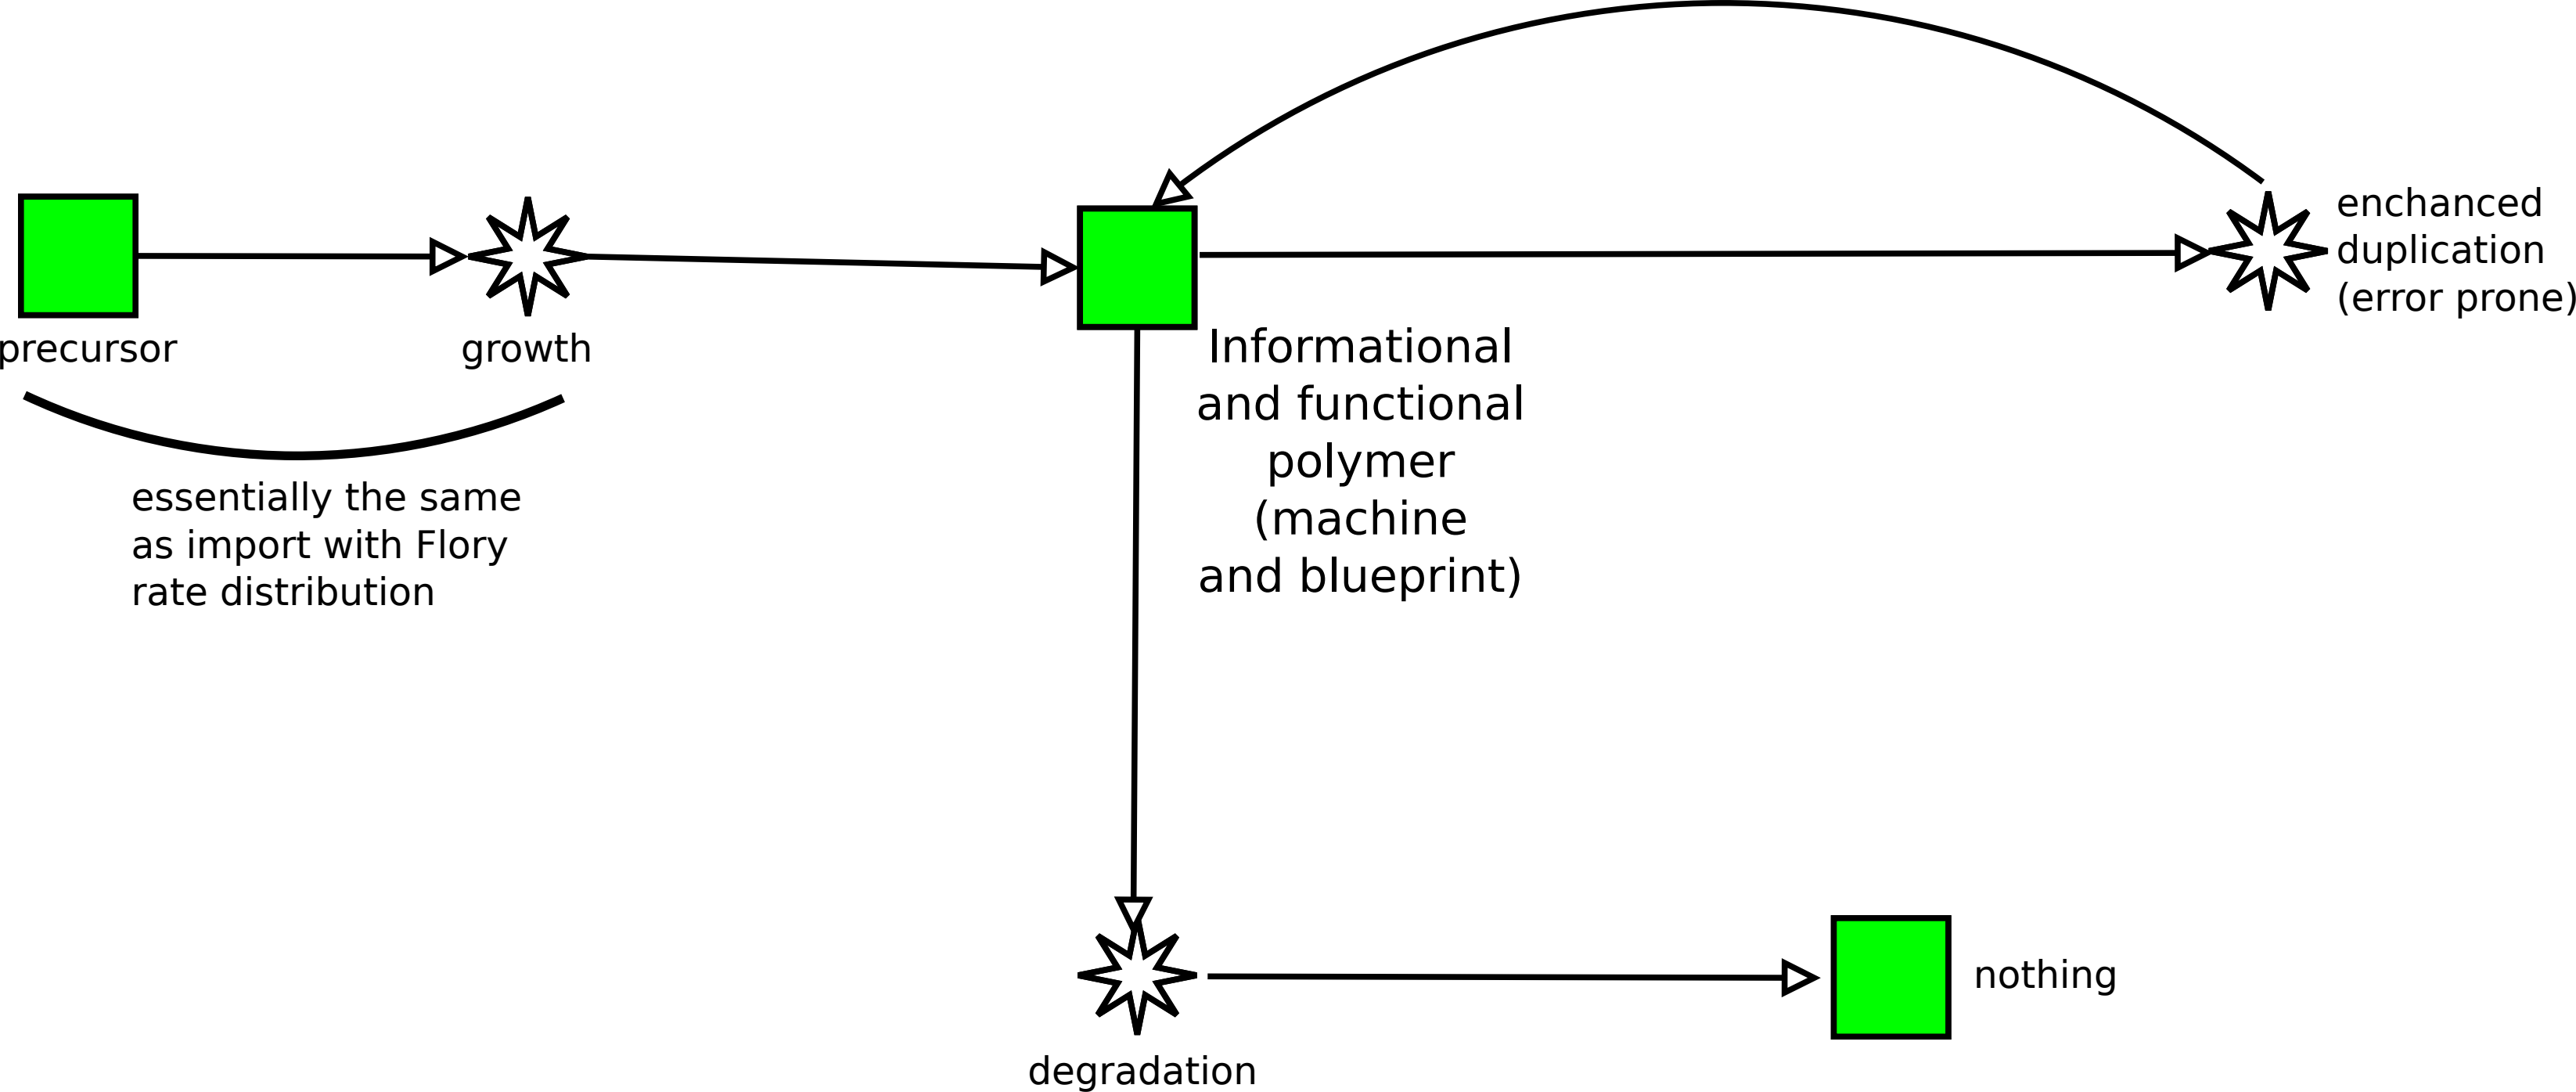 enchanced
duplication
(error prone)
precursor
growth
Informational
and functional
polymer
(machine
and blueprint)
essentially the same
as import with Flory
rate distribution
nothing
degradation